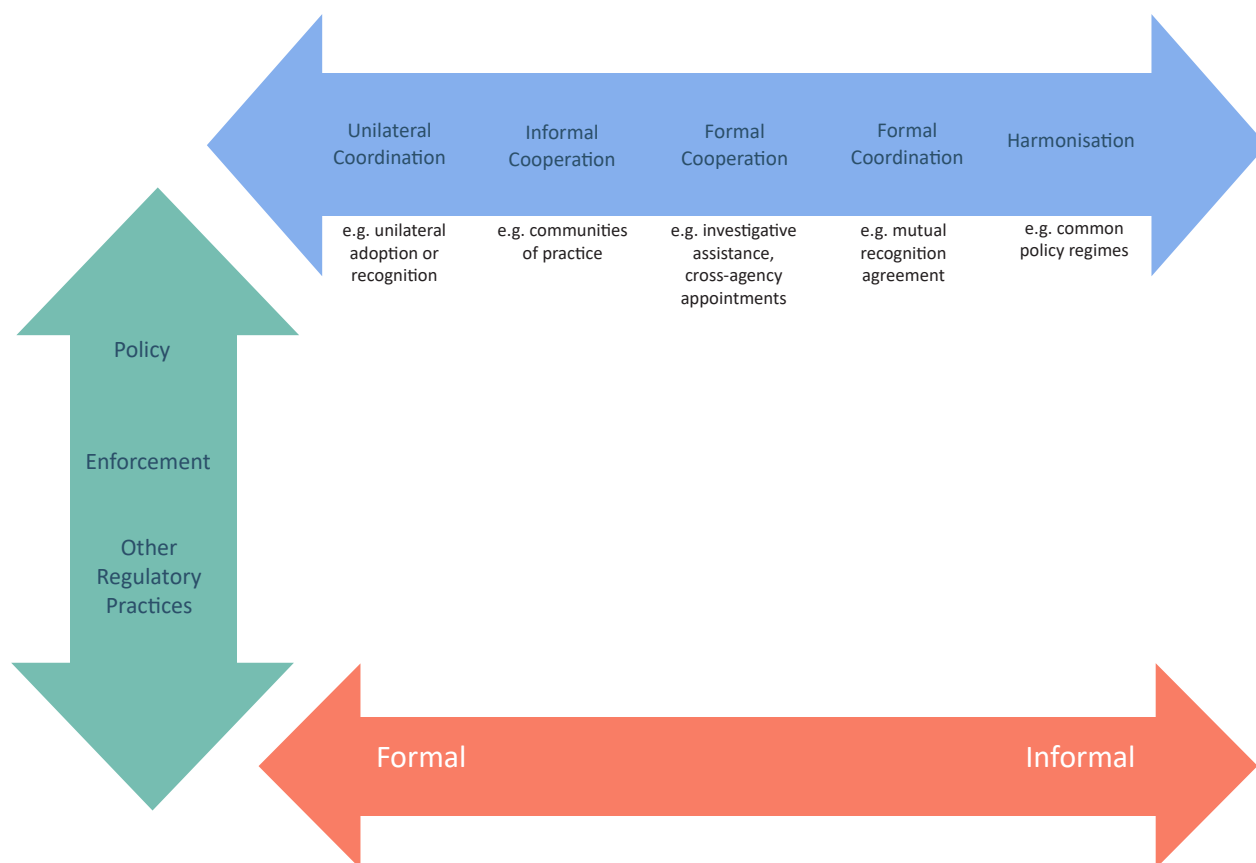 Unilateral
Coordination
Informal
Cooperation
Formal
Cooperation
Formal
Coordination
Harmonisation
e.g. unilateral
adoption or
recognition
e.g. communities
of practice
e.g. investigative
assistance,
cross-agency
appointments
e.g. mutual
recognition
agreement
e.g. common
policy regimes
Policy
Enforcement
Other
Regulatory
Practices
Formal
Informal